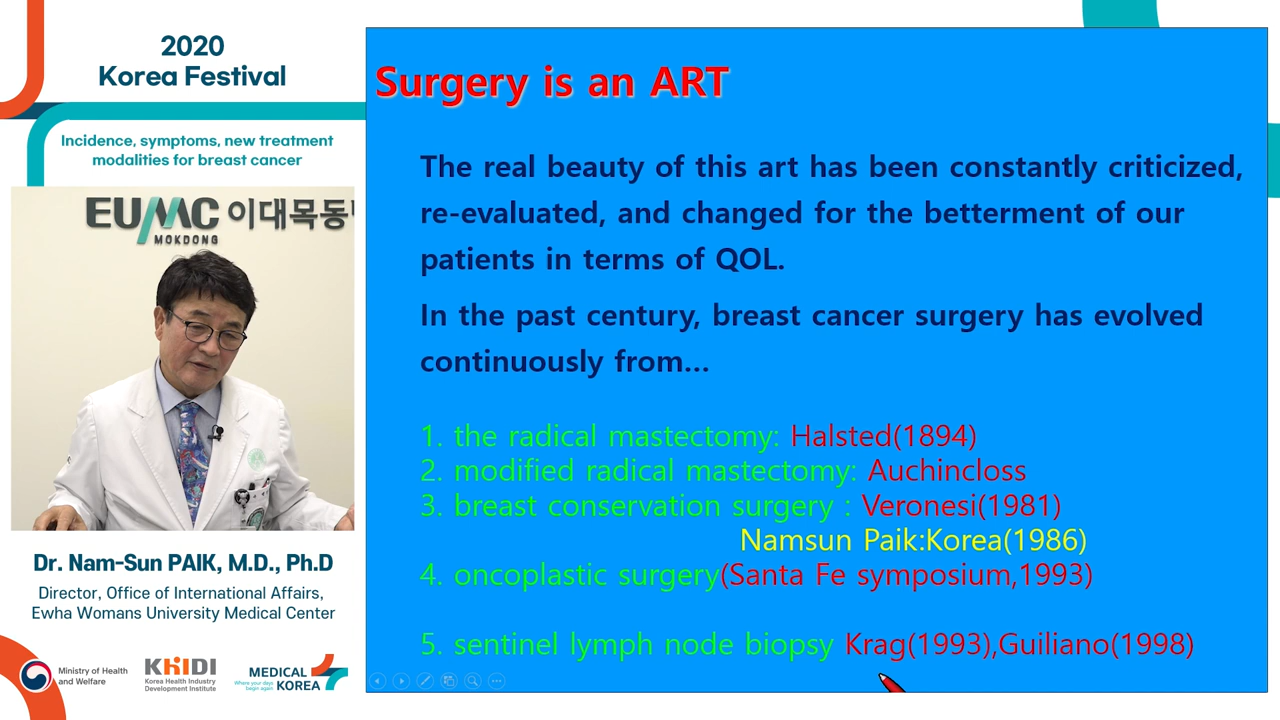 2020
Korea Festival
Incidence, symptoms, new treatment
modalities for breast cancer
EUMC 이대목동
MOKDONG
Dr. Nam-Sun PAIK, M.D., Ph.D
Director, Office of International Affairs,
Ewha Womans University Medical Center
Ministry of Health
and Welfare
KHIDI
Korea Health Industry
Development Institute
MEDICAL
KOREA
Where your days
begin again
Surgery is an ART
The real beauty of this art has been constantly criticized,
re-evaluated, and changed for the betterment of our
patients in terms of QOL.
In the past century, breast cancer surgery has evolved
continuously from...
1. the radical mastectomy: Halsted(1894)
2. modified radical mastectomy: Auchincloss
3. breast conservation surgery : Veronesi(1981)
Namsun Paik:Korea(1986)
4. oncoplastic surgery(Santa Fe symposium,1993)
5. sentinel lymph node biopsy Krag(1993),Guiliano(1998)